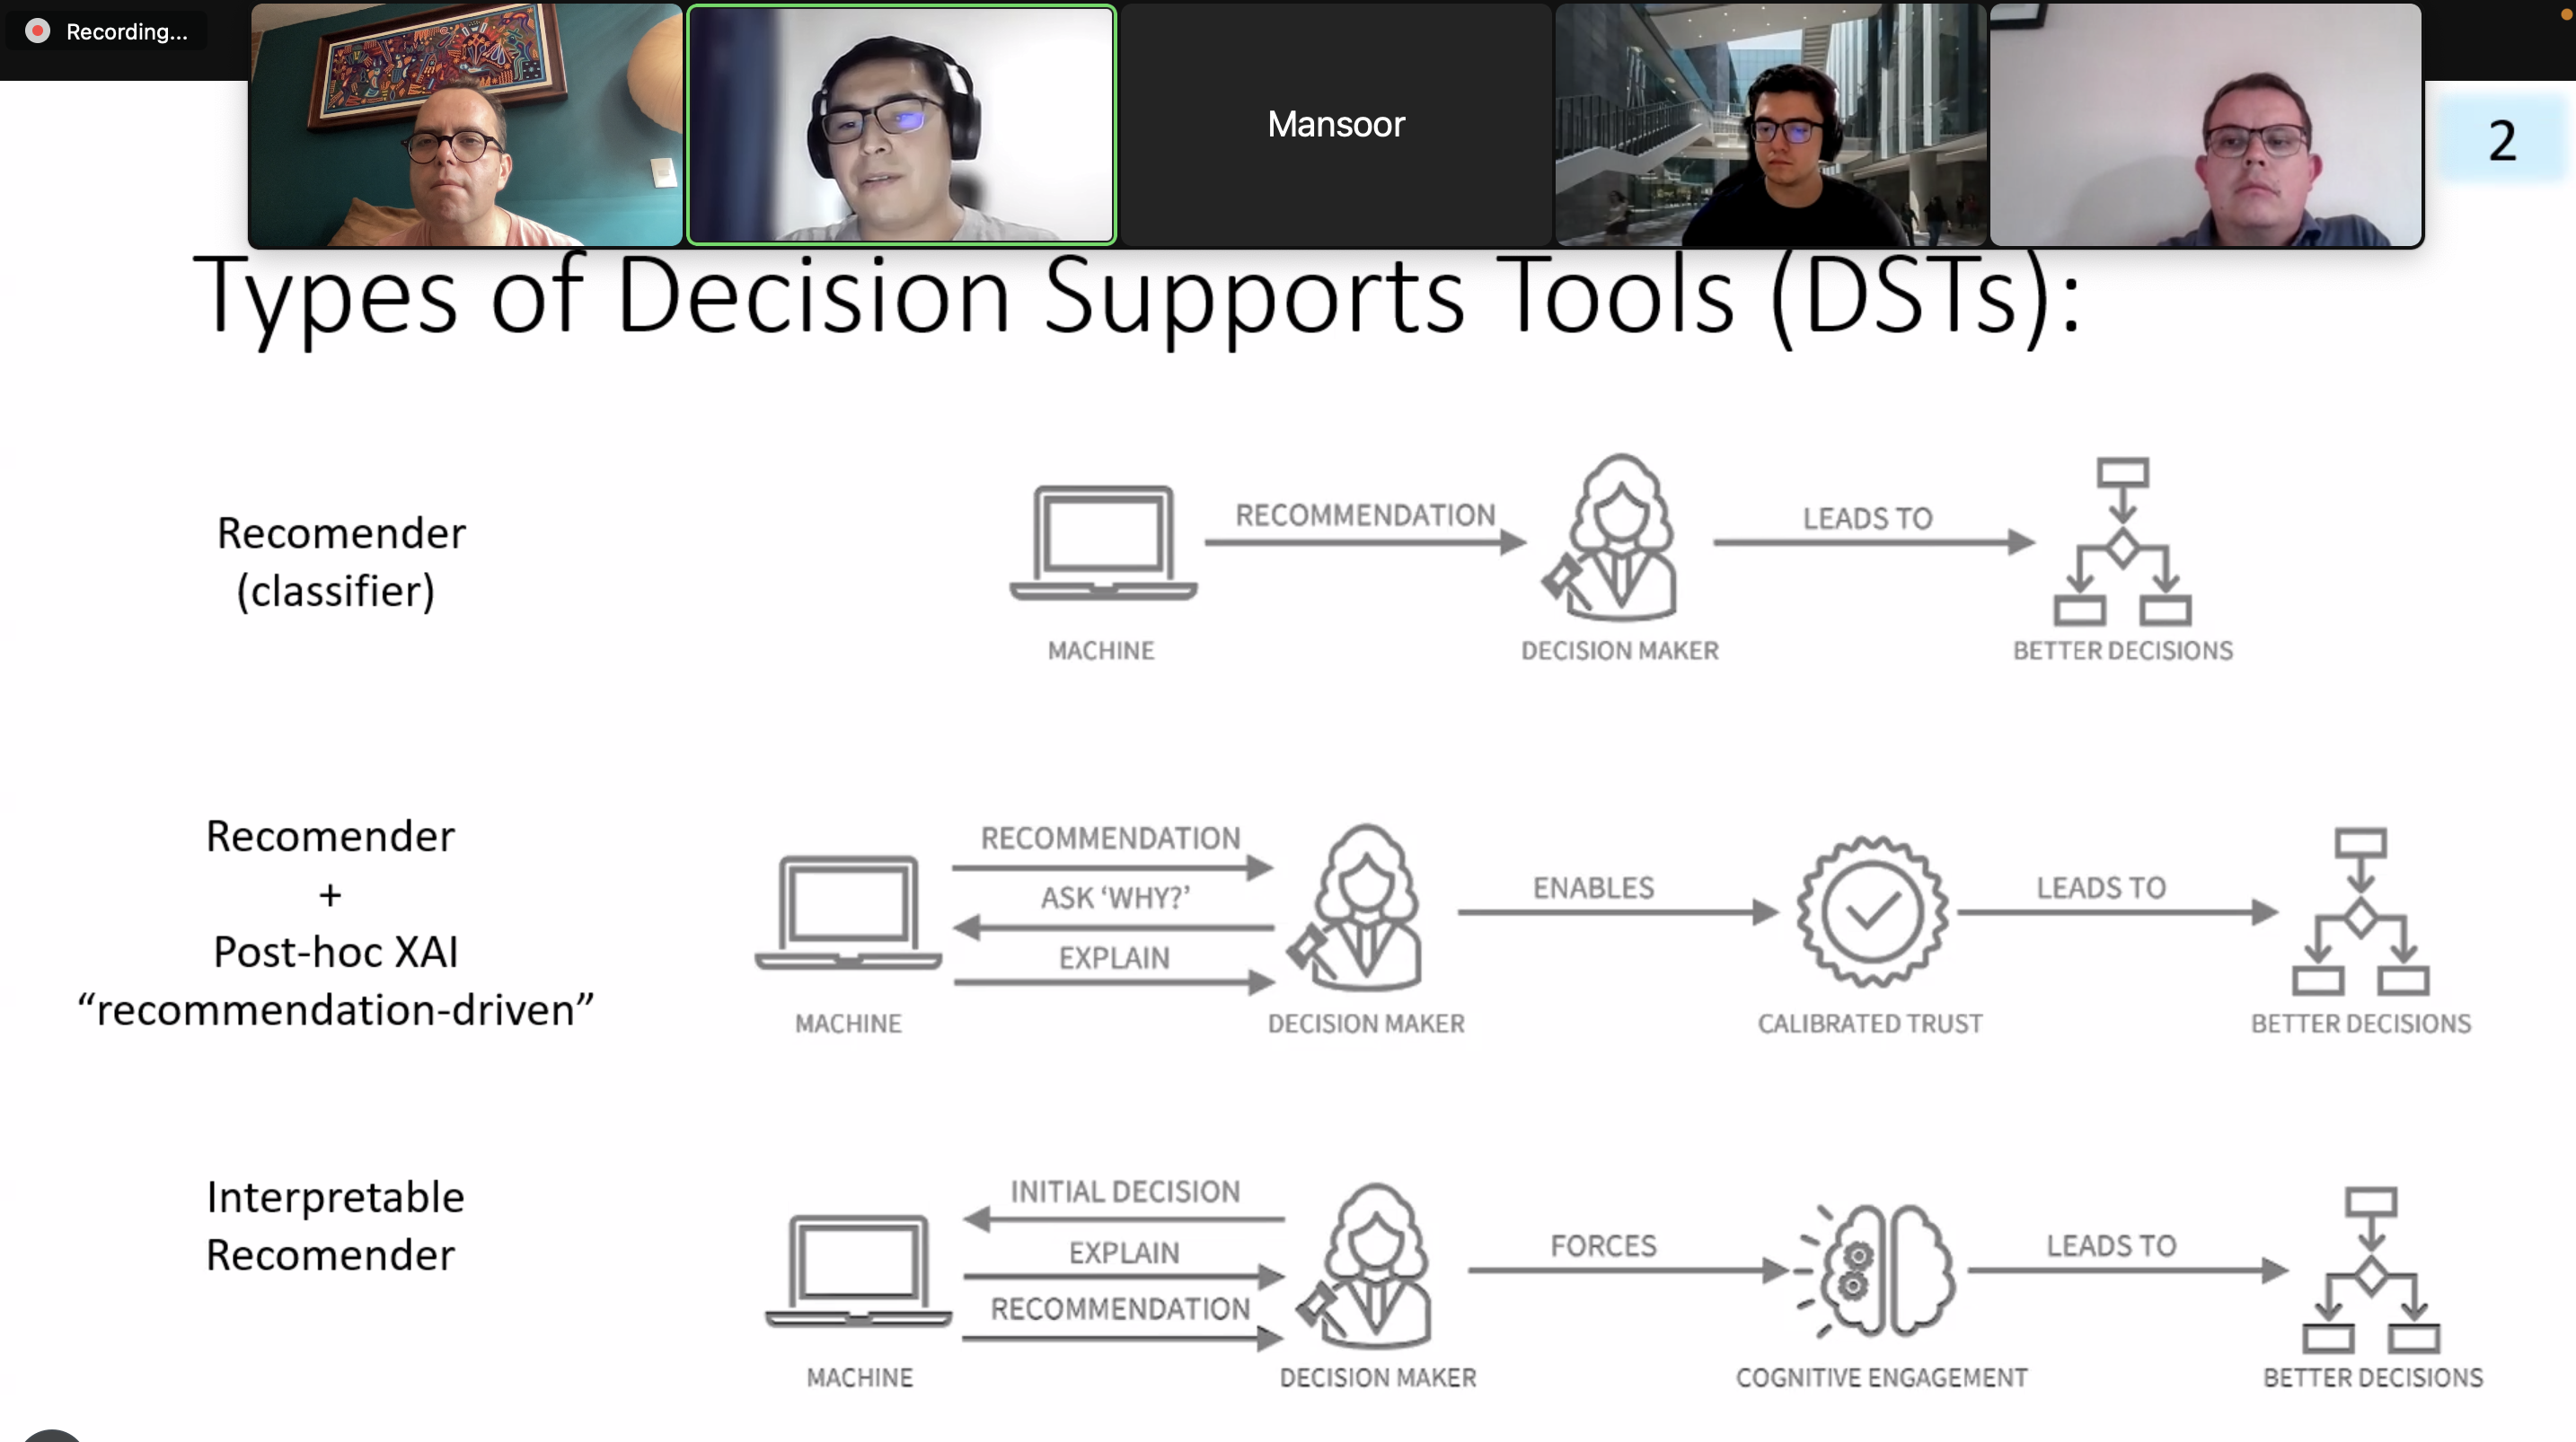 Recording...
Mansoor
2
Types of Decision Supports Tools (DSTs):
Recomender
(classifier)
RECOMMENDATION
LEADS TO
MACHINE
DECISION MAKER
BETTER DECISIONS
Recomender
+
Post-hoc XAI
“recommendation-driven”
RECOMMENDATION
ASK ‘WHY?’
EXPLAIN
ENABLES
LEADS TO
MACHINE
DECISION MAKER
CALIBRATED TRUST
BETTER DECISIONS
Interpretable
Recomender
INITIAL DECISION
EXPLAIN
RECOMMENDATION
FORCES
LEADS TO
MACHINE
DECISION MAKER
COGNITIVE ENGAGEMENT
BETTER DECISIONS